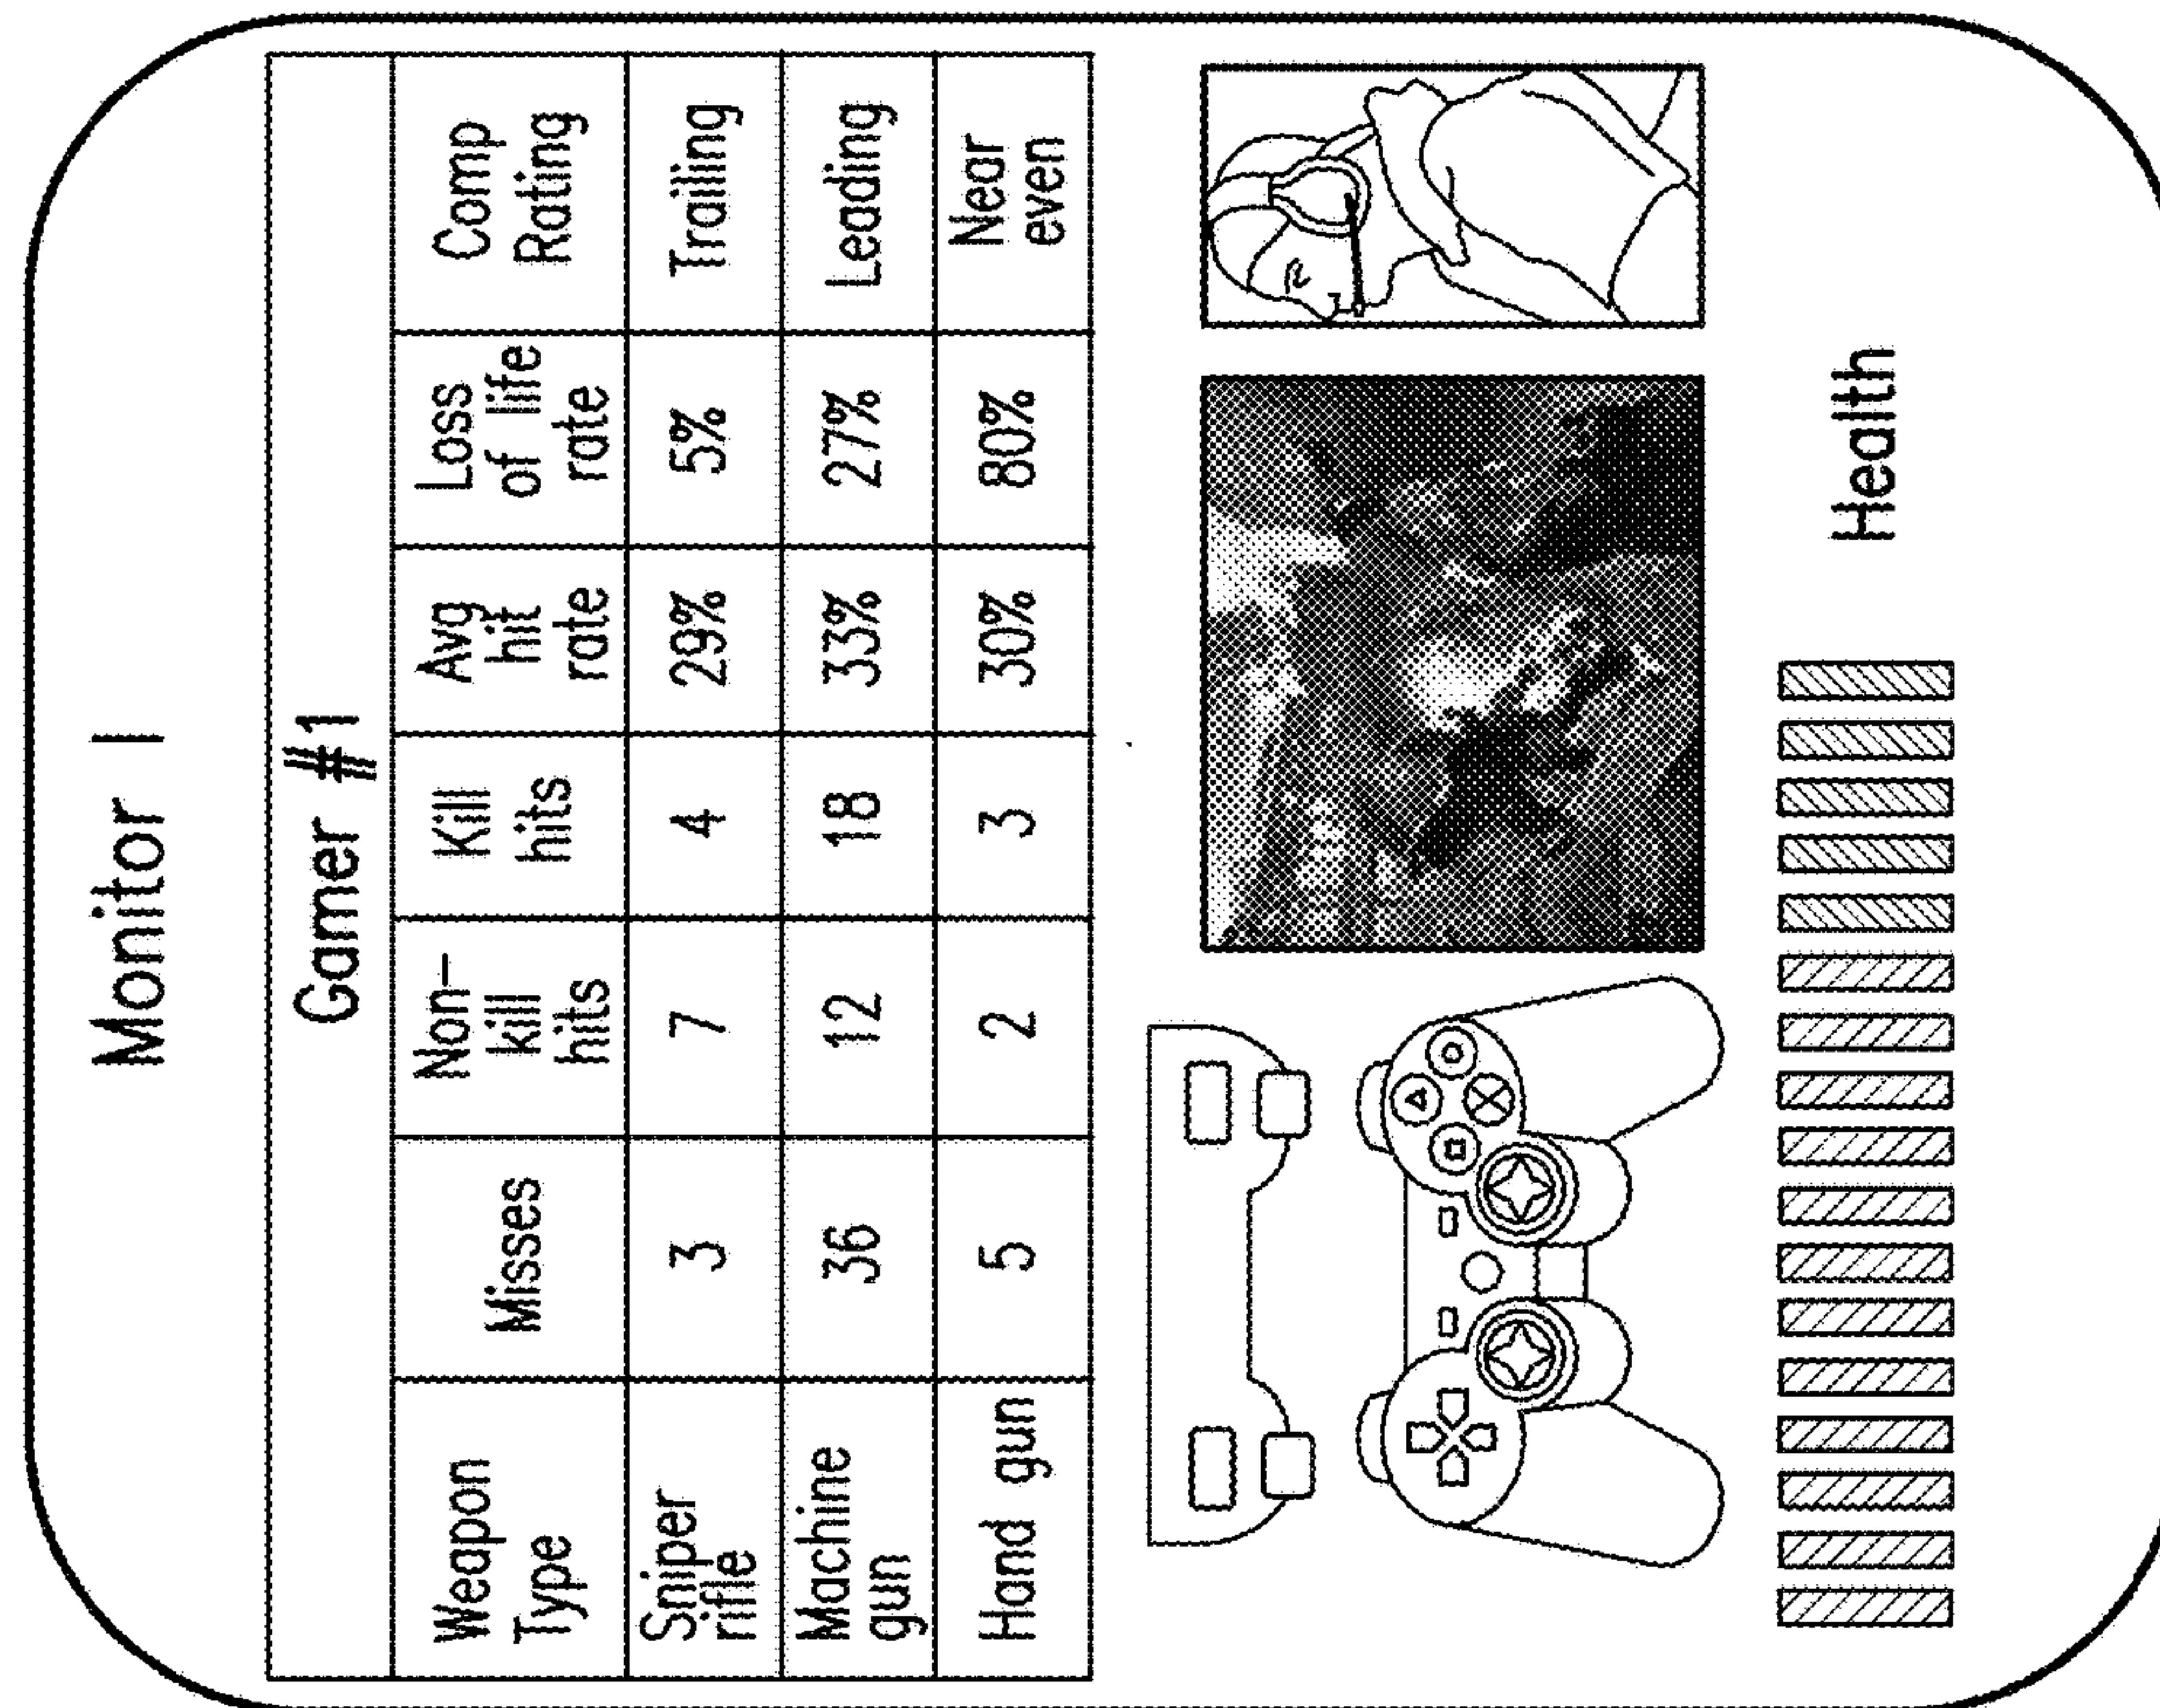 Monitor I
Gamer #1
Weapon Type Misses Non-kill hits Kill hits Avg hit rate Loss of life rate Comp Rating
Sniper rifle 3 7 4 29% 5% Trailing
Machine gun 36 12 18 33% 27% Leading
Hand gun 5 2 3 30% 80% Near even
Health